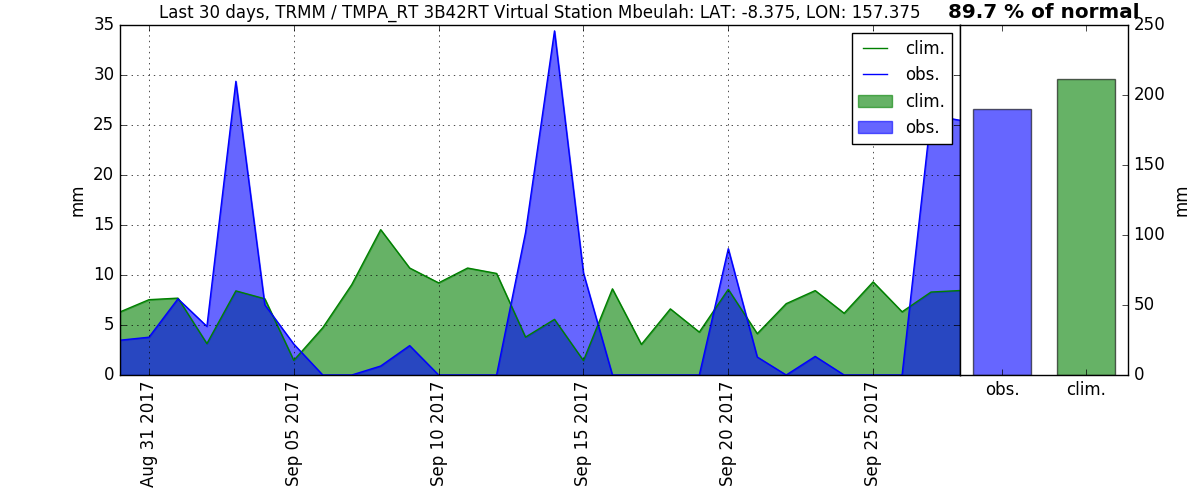 Last 30 days, TRMM / TMPA_RT 3B42RT Virtual Station Mbeulah: LAT: -8.375, LON: 157.375
89.7 % of normal
35
30
25
20
15
10
5
0
mm
clim.
obs.
clim.
obs.
Aug 31 2017
Sep 05 2017
Sep 10 2017
Sep 15 2017
Sep 20 2017
Sep 25 2017
250
200
150
100
50
0
mm
obs.
clim.